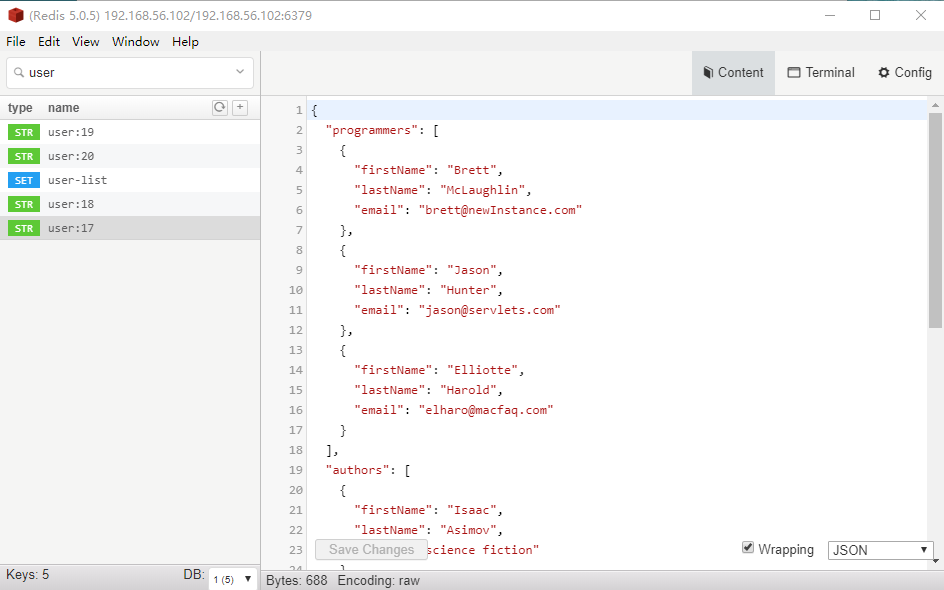 (Redis 5.0.5) 192.168.56.102/192.168.56.102:6379
File Edit View Window Help
user
Content Terminal Config
type name
STR user:19
STR user:20
SET user-list
STR user:18
STR user:17
1 {
2 "programmers": [
3 {
4 "firstName": "Brett",
5 "lastName": "McLaughlin",
6 "email": "brett@newInstance.com"
7 },
8 {
9 "firstName": "Jason",
10 "lastName": "Hunter",
11 "email": "jason@servlets.com"
12 },
13 {
14 "firstName": "Elliotte",
15 "lastName": "Harold",
16 "email": "elharo@macfaq.com"
17 }
18 ],
19 "authors": [
20 {
21 "firstName": "Isaac",
22 "lastName": "Asimov",
23 science fiction"
Save Changes
Wrapping JSON
Keys: 5 DB: 1 (5)
Bytes: 688 Encoding: raw